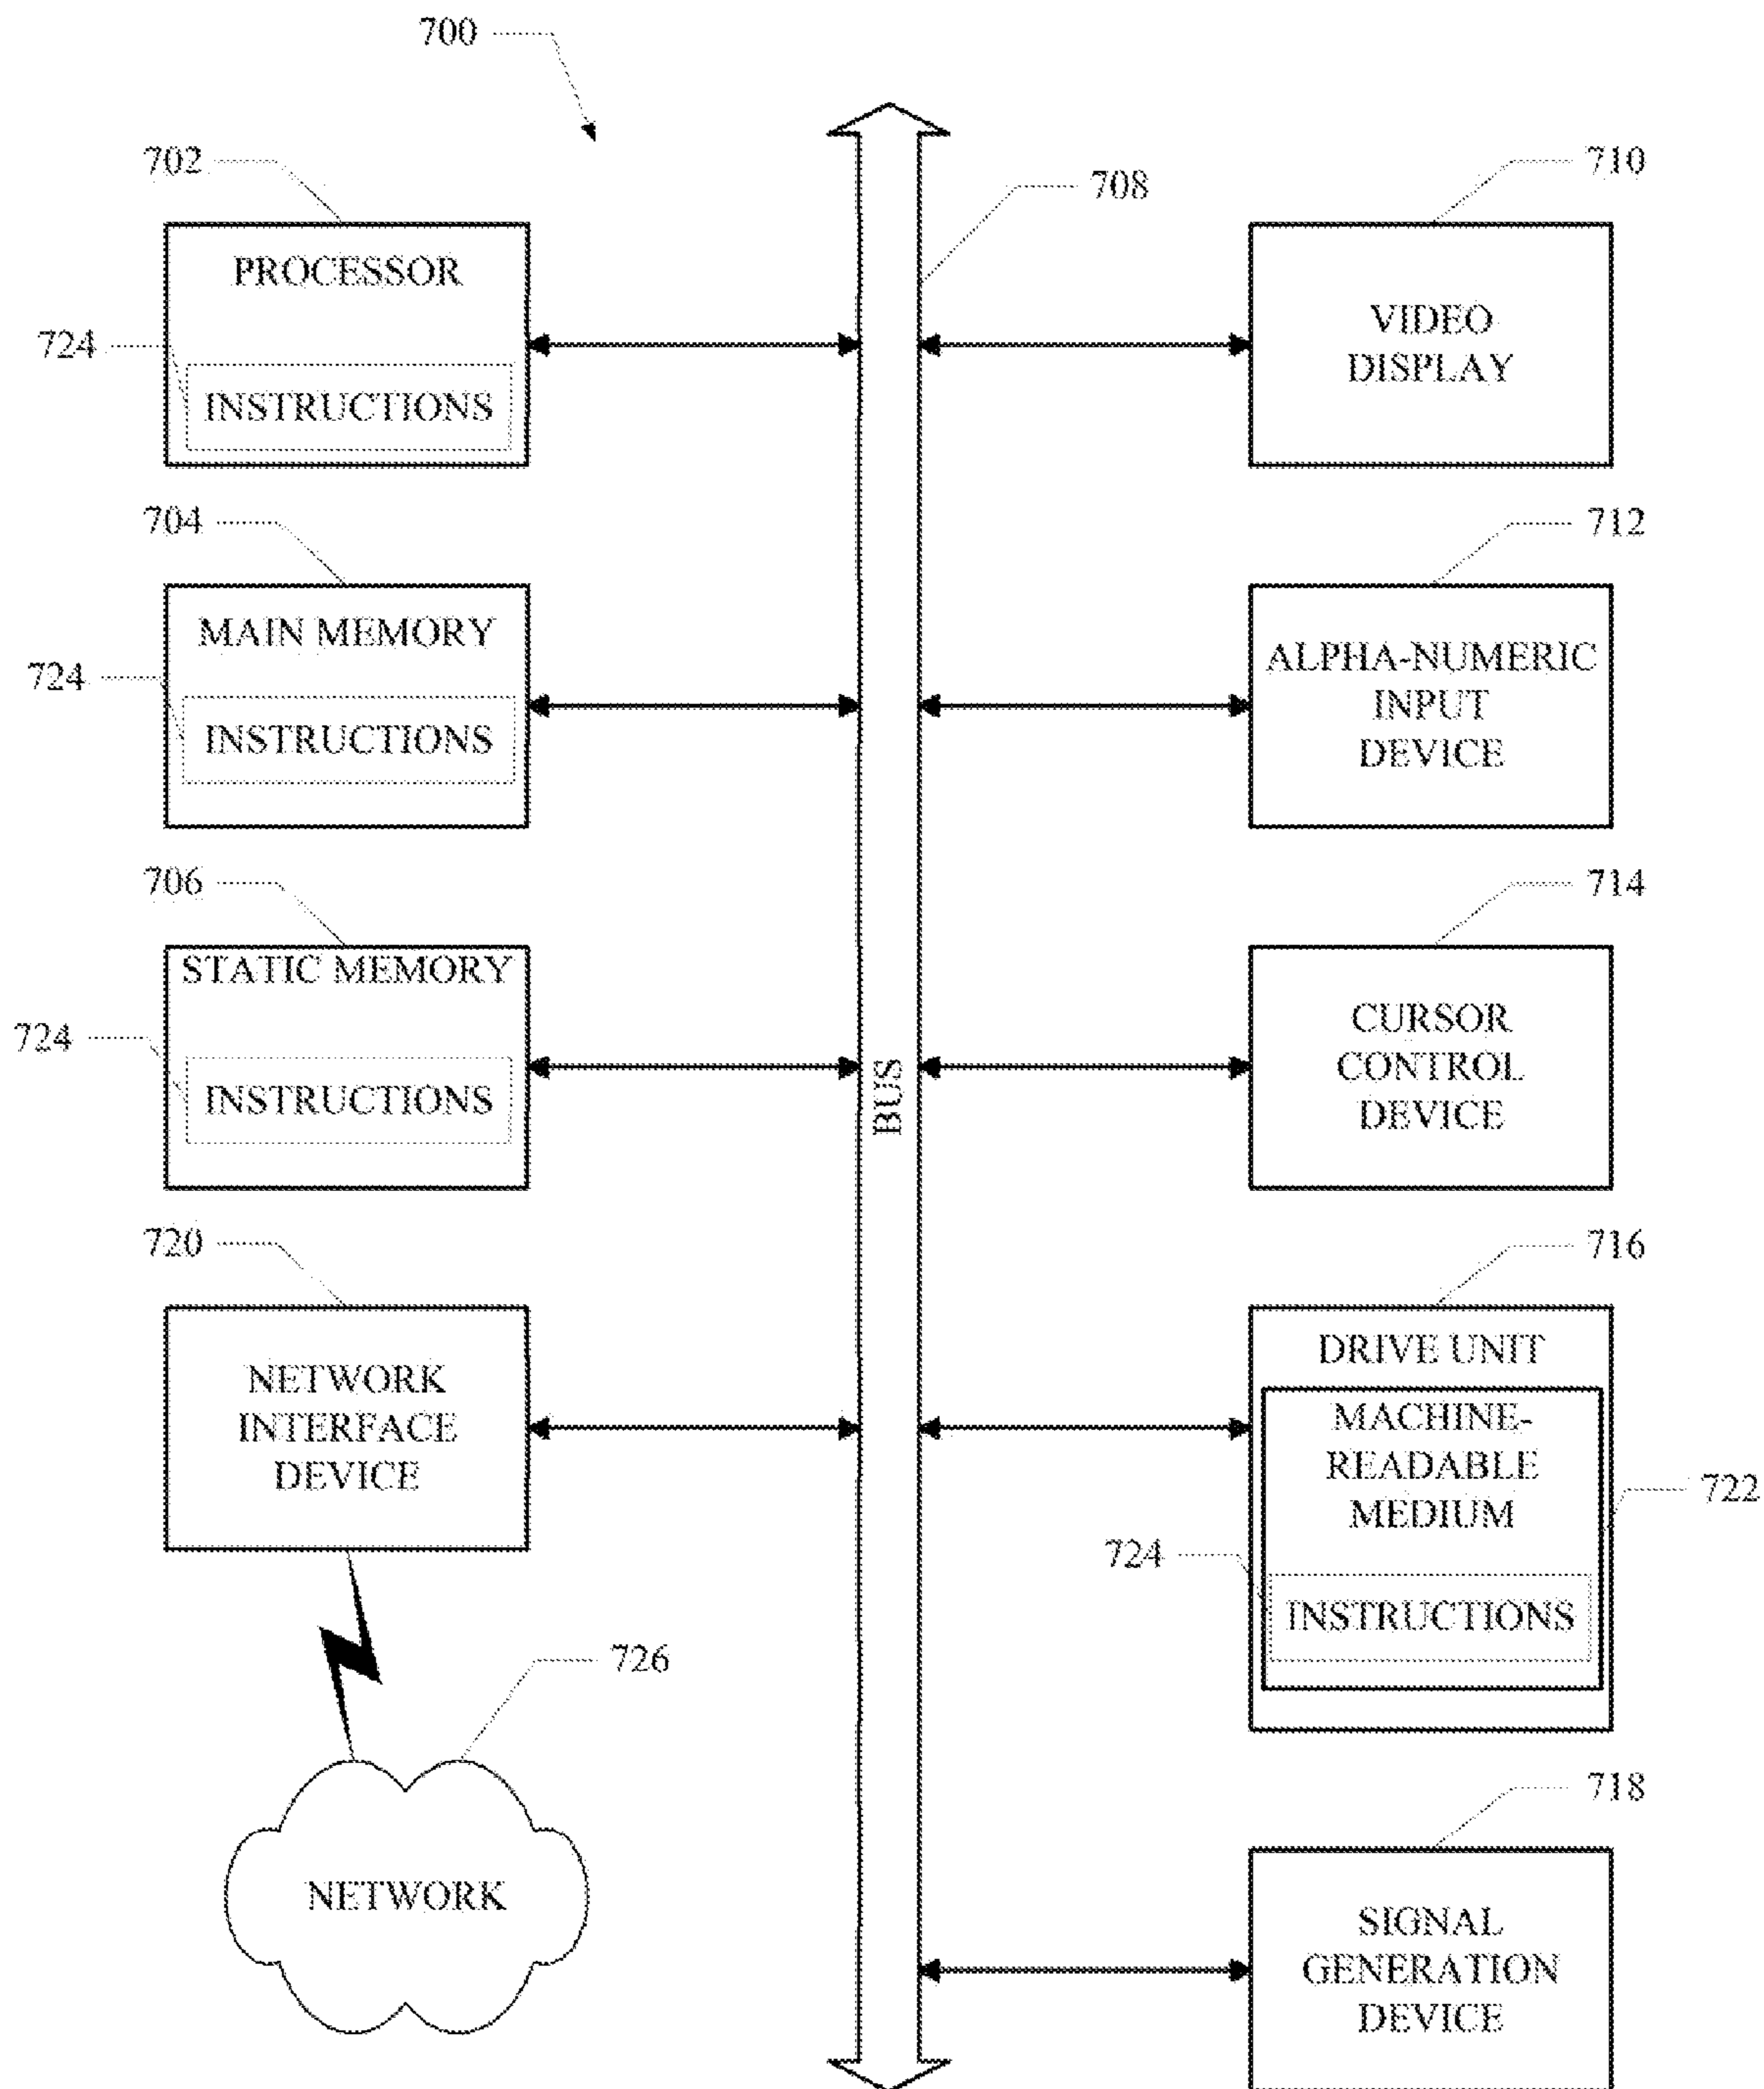 700
702
PROCESSOR
724
INSTRUCTIONS
704
MAIN MEMORY
724
INSTRUCTIONS
706
STATIC MEMORY
724
INSTRUCTIONS
720
NETWORK
INTERFACE
DEVICE
726
NETWORK
708
BUS
710
VIDEO
DISPLAY
712
ALPHA-NUMERIC
INPUT
DEVICE
714
CURSOR
CONTROL
DEVICE
716
DRIVE UNIT
MACHINE-
READABLE
MEDIUM
722
724
INSTRUCTIONS
718
SIGNAL
GENERATION
DEVICE